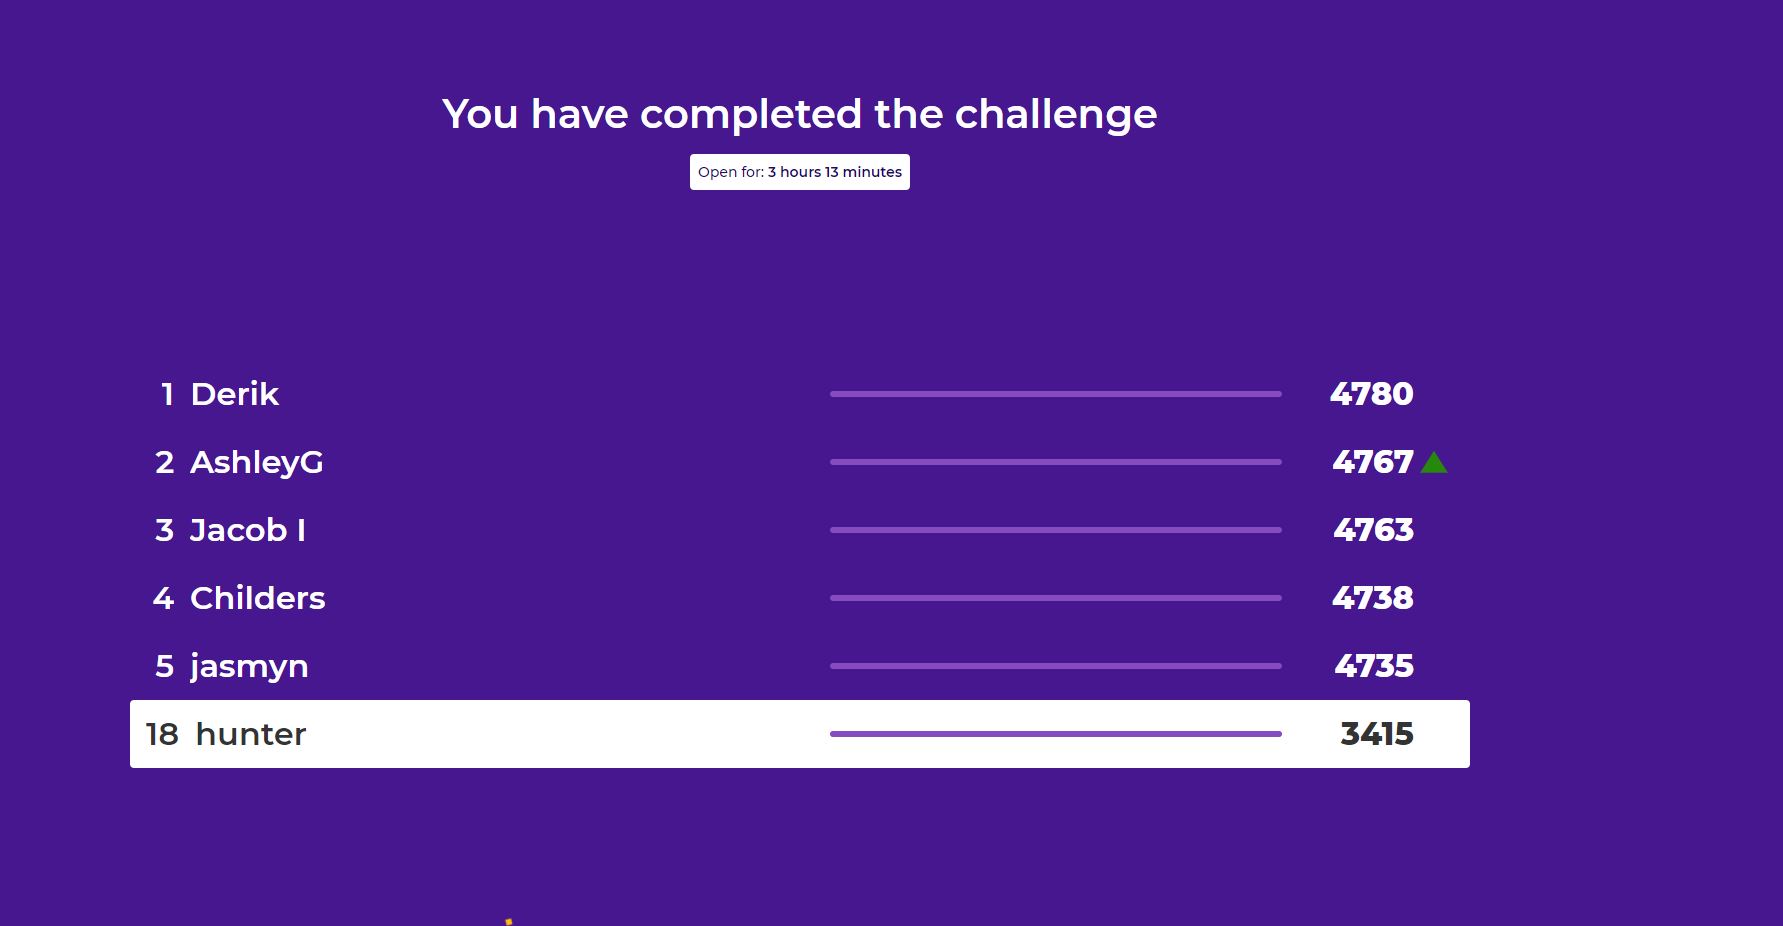 You have completed the challenge
Open for: 3 hours 13 minutes
1 Derik 4780
2 AshleyG 4767
3 Jacob I 4763
4 Childers 4738
5 jasmyn 4735
18 hunter 3415